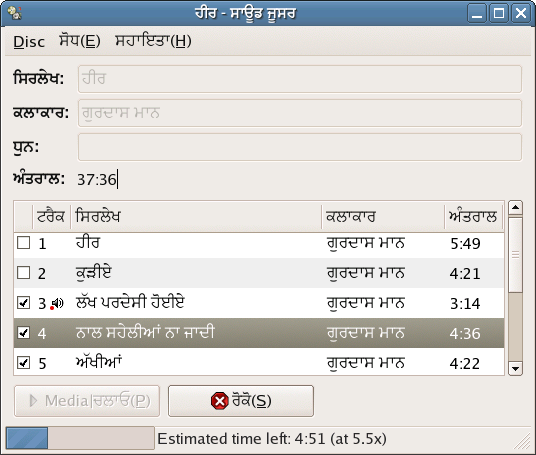 ਹੀਰ - ਸਾਊਡ ਜੂਸਰ
Disc ਸੋਧ(E) ਸਹਾਇਤਾ(H)
ਸਿਰਲੇਖ: ਹੀਰ
ਕਲਾਕਾਰ: ਗੁਰਦਾਸ ਮਾਨ
ਧੁਨ:
ਅੰਤਰਾਲ: 37:36
ਟਰੈਕ ਸਿਰਲੇਖ ਕਲਾਕਾਰ ਅੰਤਰਾਲ
1 ਹੀਰ ਗੁਰਦਾਸ ਮਾਨ 5:49
2 ਕੁੜੀਏ ਗੁਰਦਾਸ ਮਾਨ 4:21
3 ਲੱਖ ਪਰਦੇਸੀ ਹੋਈਏ ਗੁਰਦਾਸ ਮਾਨ 3:14
4 ਨਾਲ ਸਹੇਲੀਆਂ ਨਾ ਜਾਦੀ ਗੁਰਦਾਸ ਮਾਨ 4:36
5 ਅੱਖੀਆਂ ਗੁਰਦਾਸ ਮਾਨ 4:22
Media|ਚਲਾਓ(P) ਰੋਕੋ(S)
Estimated time left: 4:51 (at 5.5x)